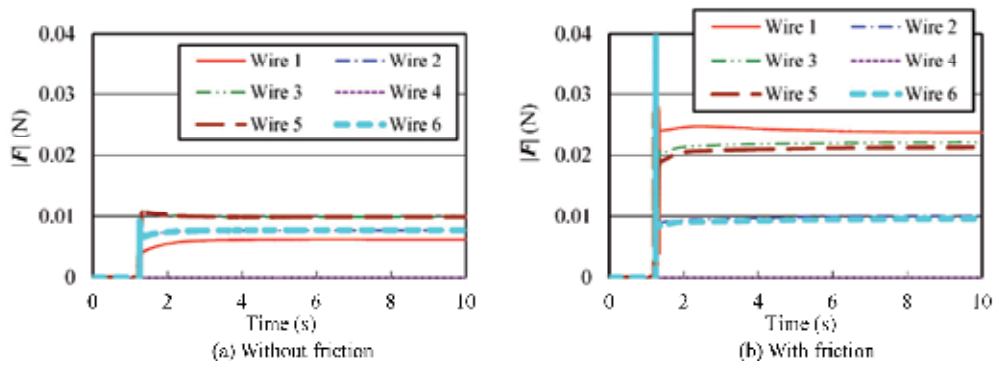 0.04
0.03
0.02
0.01
0
|F| (N)
Wire 1 Wire 2
Wire 3 Wire 4
Wire 5 Wire 6
0 2 4 6 8 10
Time (s)
(a) Without friction
0.04
0.03
0.02
0.01
0
|F| (N)
Wire 1 Wire 2
Wire 3 Wire 4
Wire 5 Wire 6
0 2 4 6 8 10
Time (s)
(b) With friction